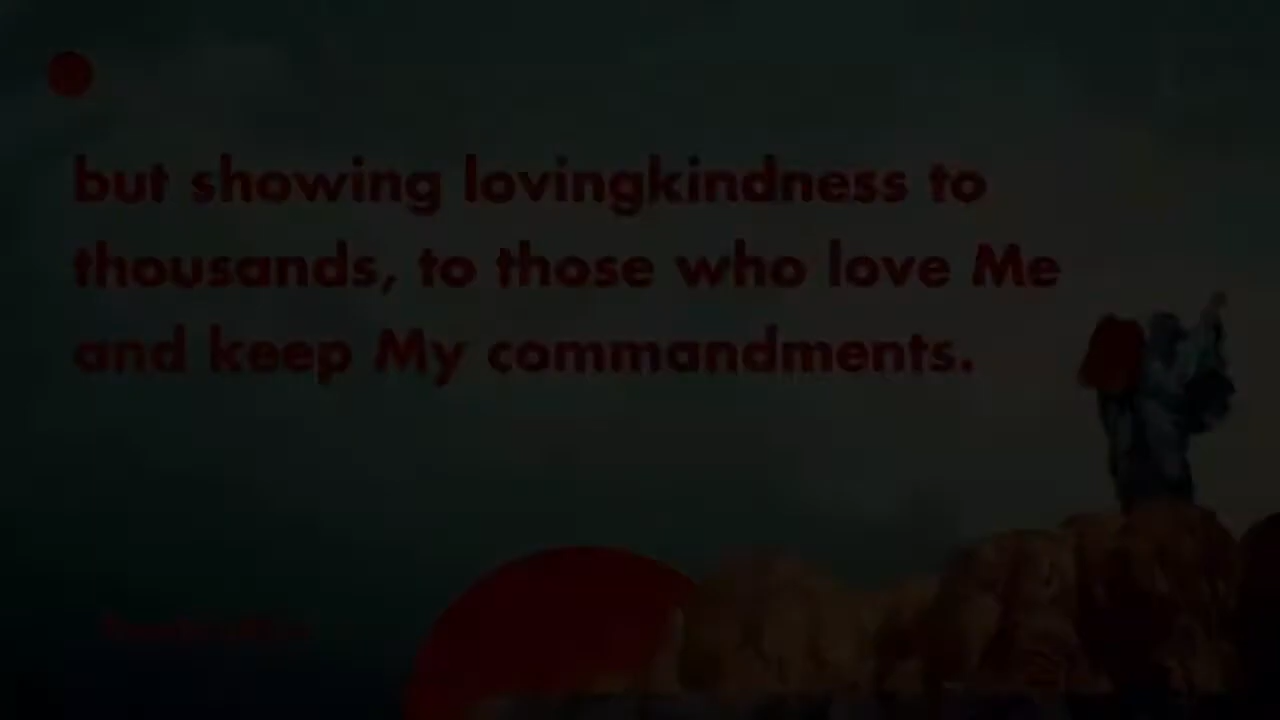 but showing lovingkindness to
thousands, to those who love Me
and keep My commandments.